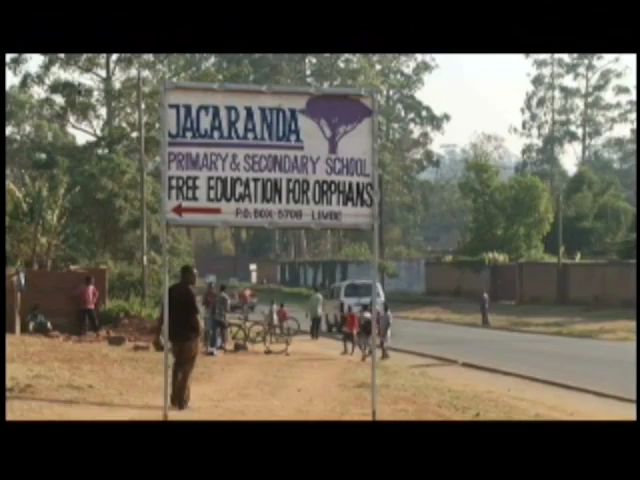 JACARANDA
PRIMARY & SECONDARY SCHOOL
FREE EDUCATION FOR ORPHANS
P.O. BOX 5708 LIMBE